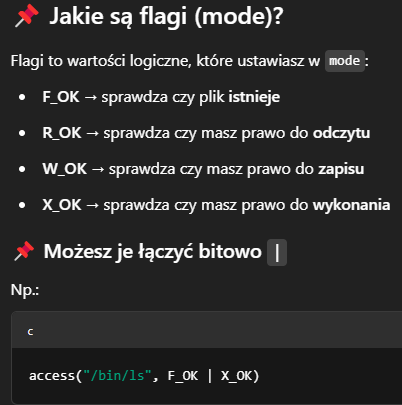 📌 Jakie są flagi (mode)?
Flagi to wartości logiczne, które ustawiasz w mode:
• F_OK → sprawdza czy plik istnieje
• R_OK → sprawdza czy masz prawo do odczytu
• W_OK → sprawdza czy masz prawo do zapisu
• X_OK → sprawdza czy masz prawo do wykonania
📌 Możesz je łączyć bitowo |
Np.:
c
access("/bin/ls", F_OK | X_OK)